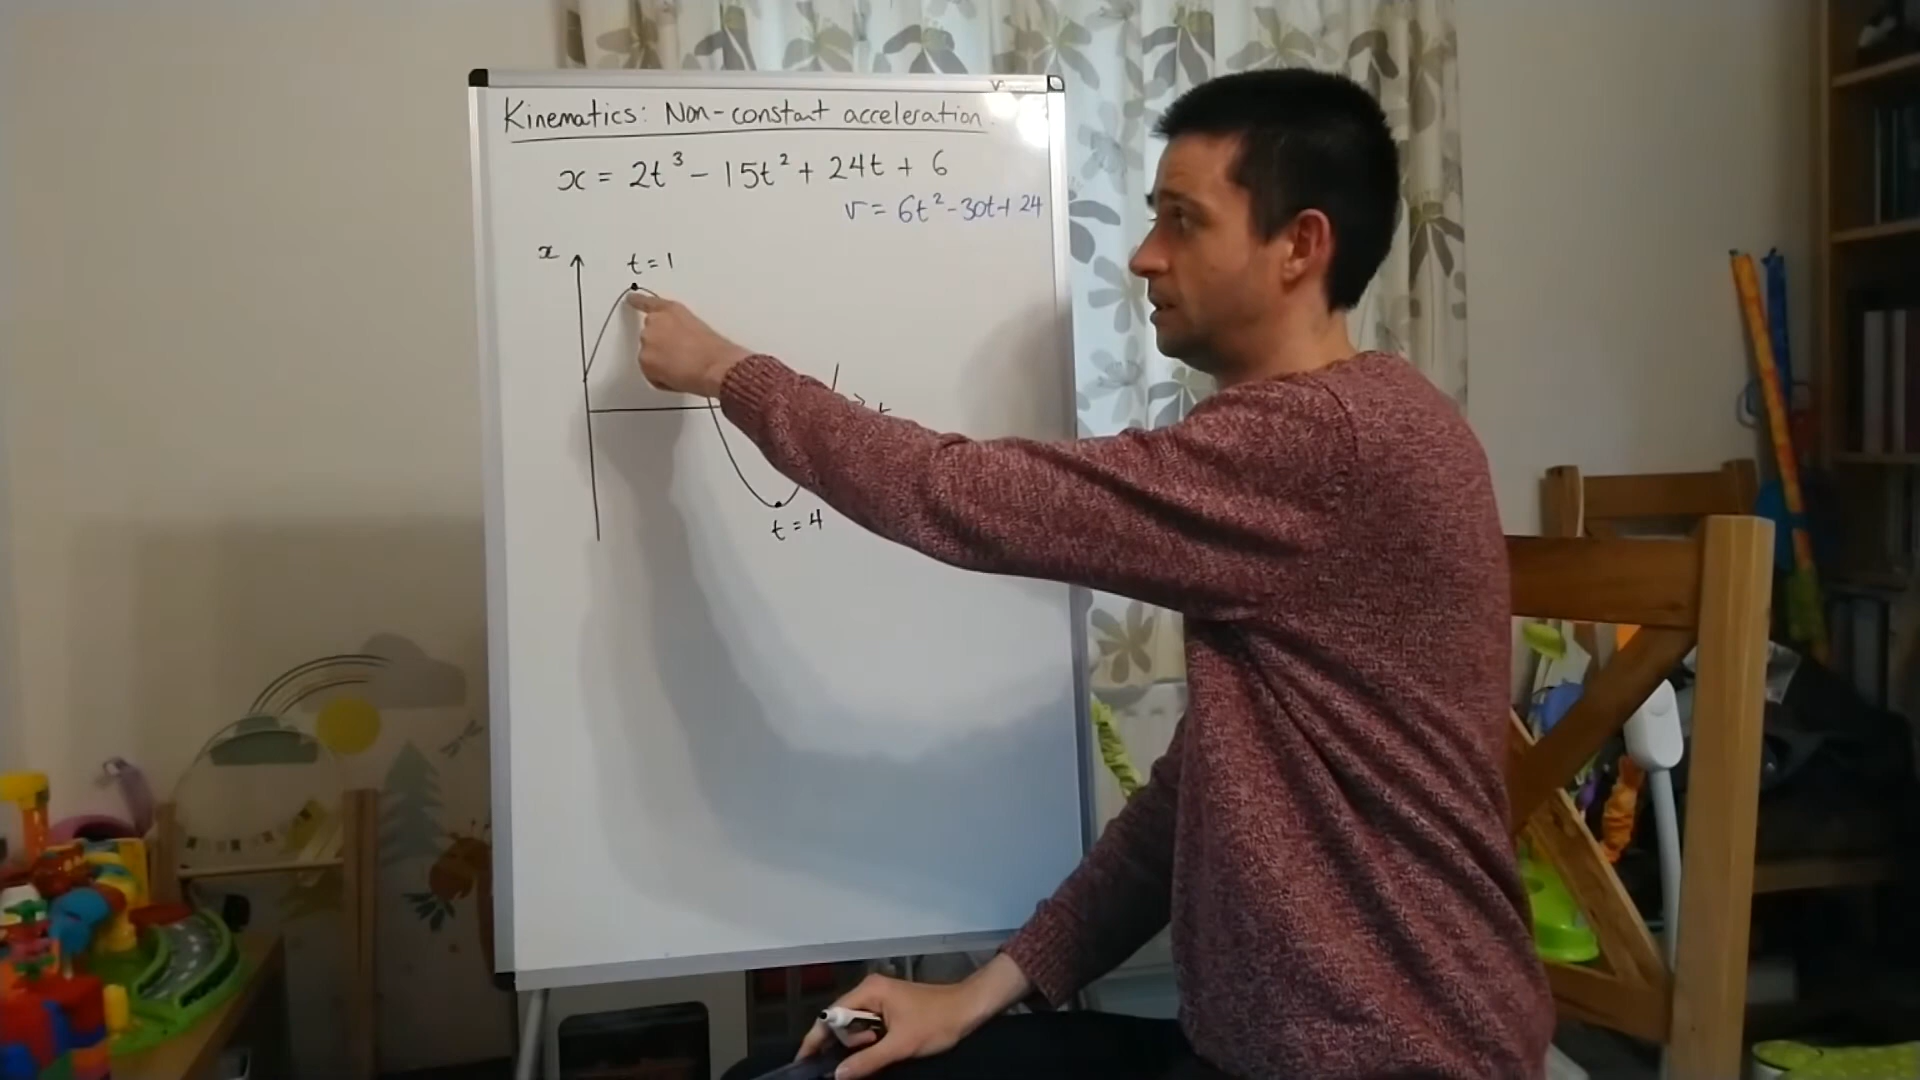 Kinematics: Non-constant acceleration.
x = 2t³ - 15t² + 24t + 6
v = 6t² - 30t + 24
x
t = 1
t
t = 4